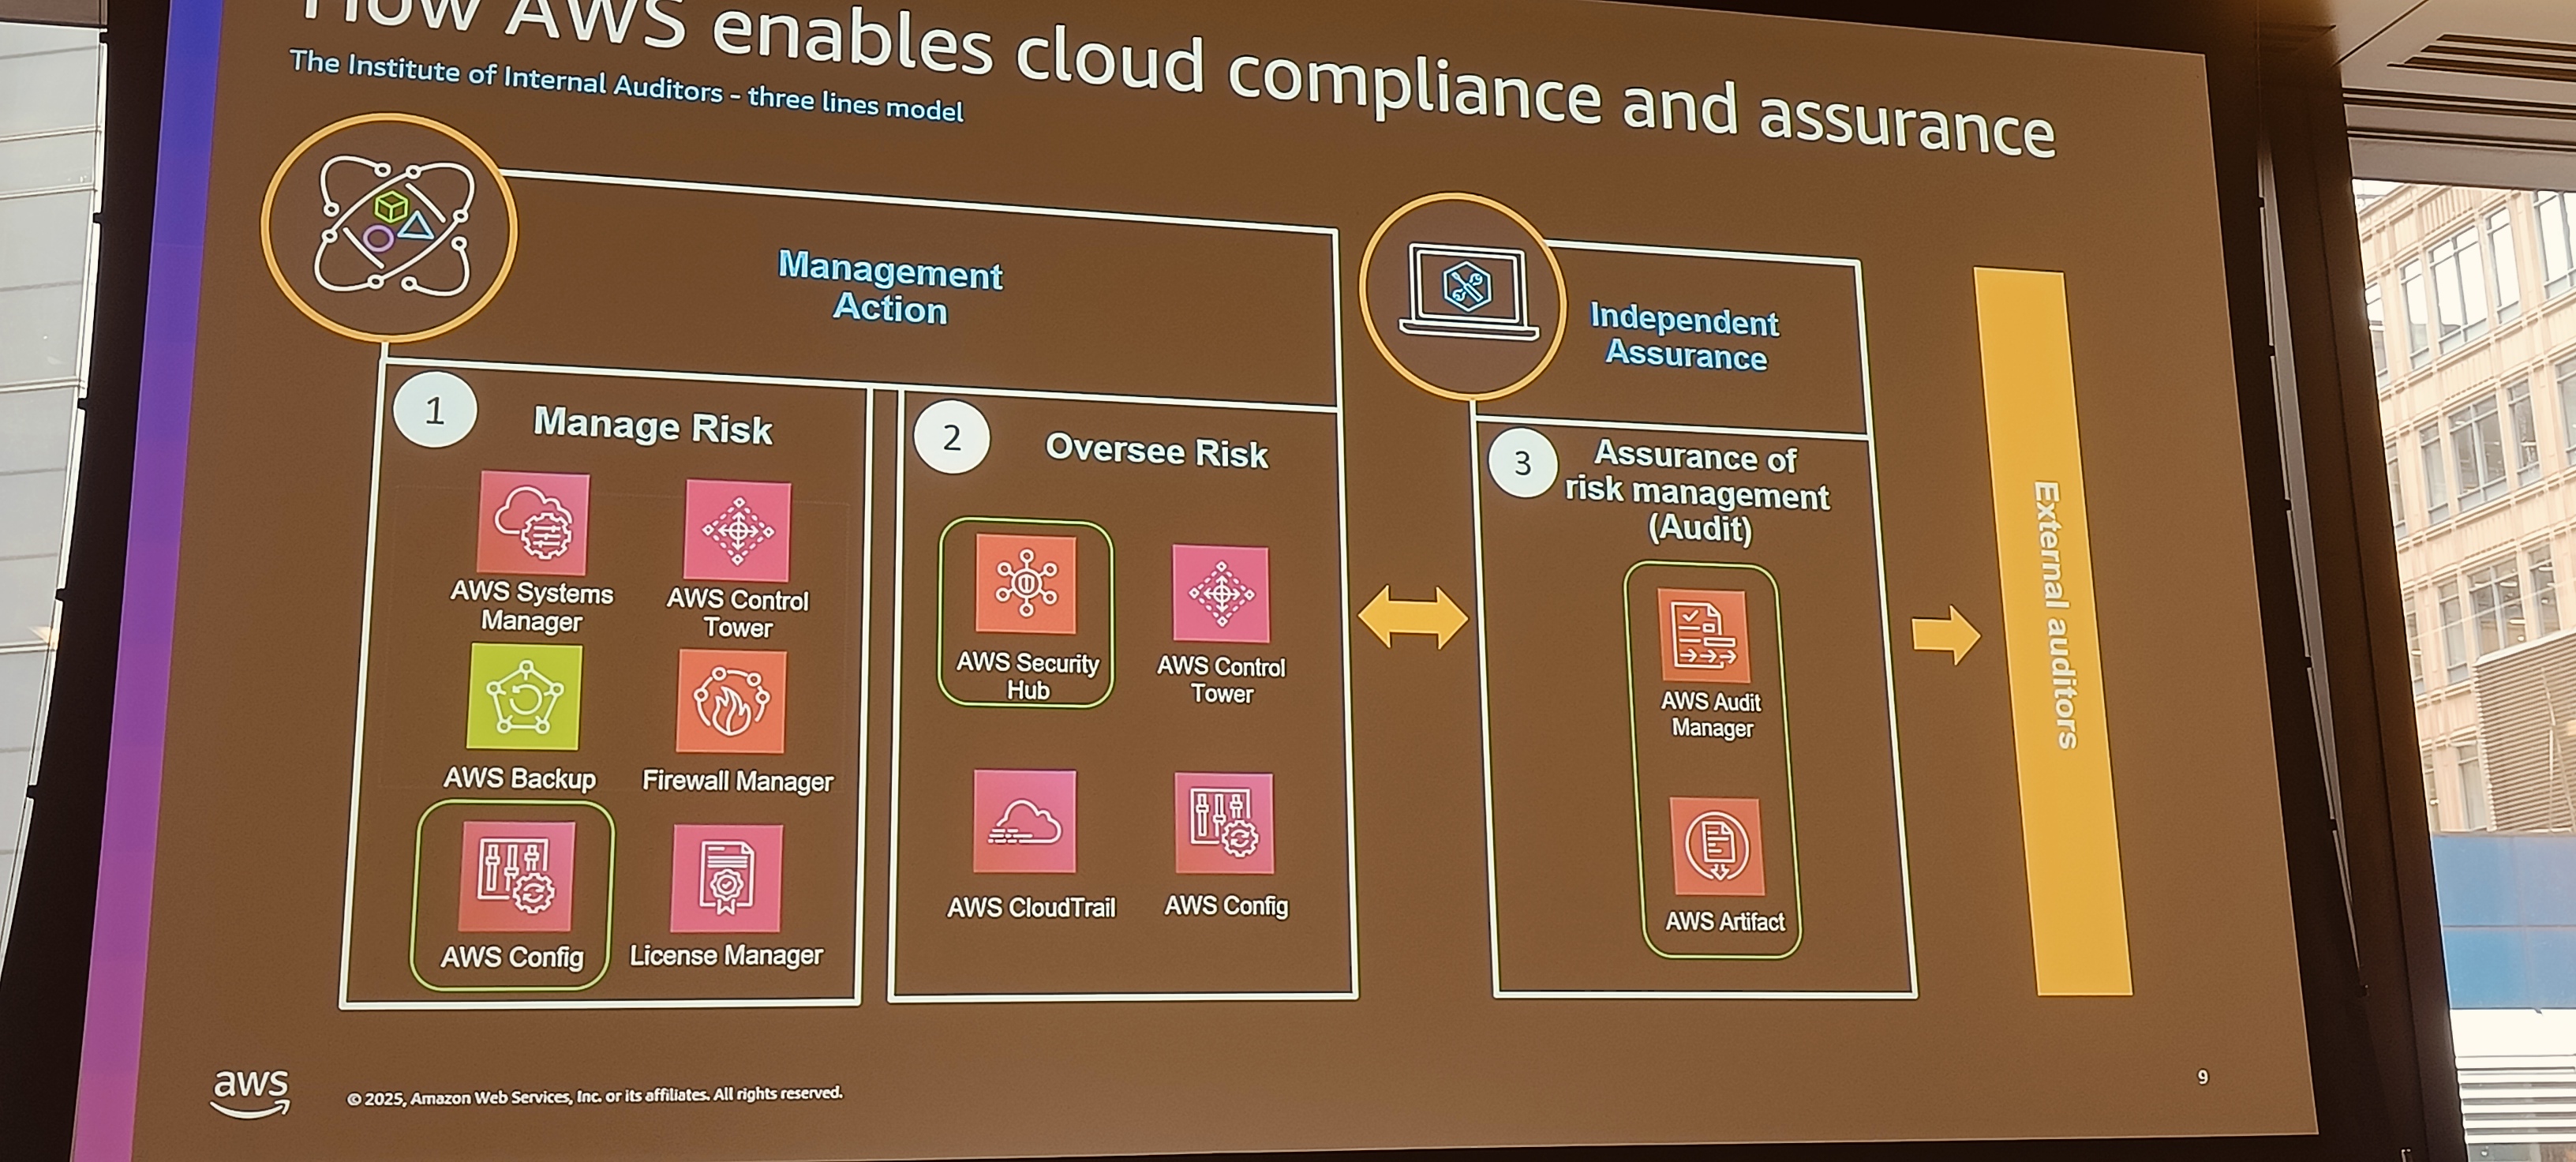 How AWS enables cloud compliance and assurance
The Institute of Internal Auditors - three lines model
Management
Action
Independent
Assurance
1
Manage Risk
AWS Systems
Manager
AWS Control
Tower
AWS Backup
Firewall Manager
AWS Config
License Manager
2
Oversee Risk
AWS Security
Hub
AWS Control
Tower
AWS CloudTrail
AWS Config
3
Assurance of
risk management
(Audit)
AWS Audit
Manager
AWS Artifact
External auditors
aws
© 2025, Amazon Web Services, Inc. or its affiliates. All rights reserved.
9